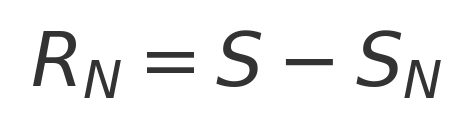 R_N = S − S_N